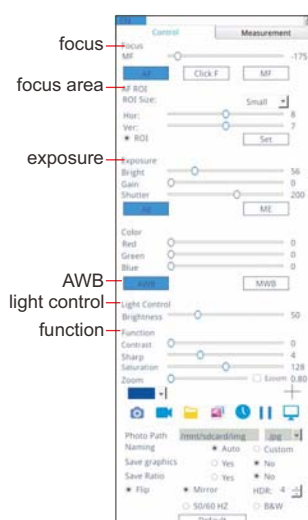 EN
Control Measurement
focus
Focus
MF -175
AF Click F MF
focus area
AF ROI
ROI Size: Small
Hor: 6
Ver: 7
ROI Set
exposure
Exposure
Bright 56
Gain 0
Shutter 200
AE ME
Color
Red 0
Green 0
Blue 0
AWB
AWB MWB
light control
Light Control
Brightness 50
function
Function
Contrast 0
Sharp 4
Saturation 128
Zoom Ezoom 0.80
Photo Path /mnt/sdcard/img .jpg
Naming Auto Custom
Save graphics Yes No
Save Ratio Yes No
Flip Mirror HDR: 4
50/60 HZ B&W
Default